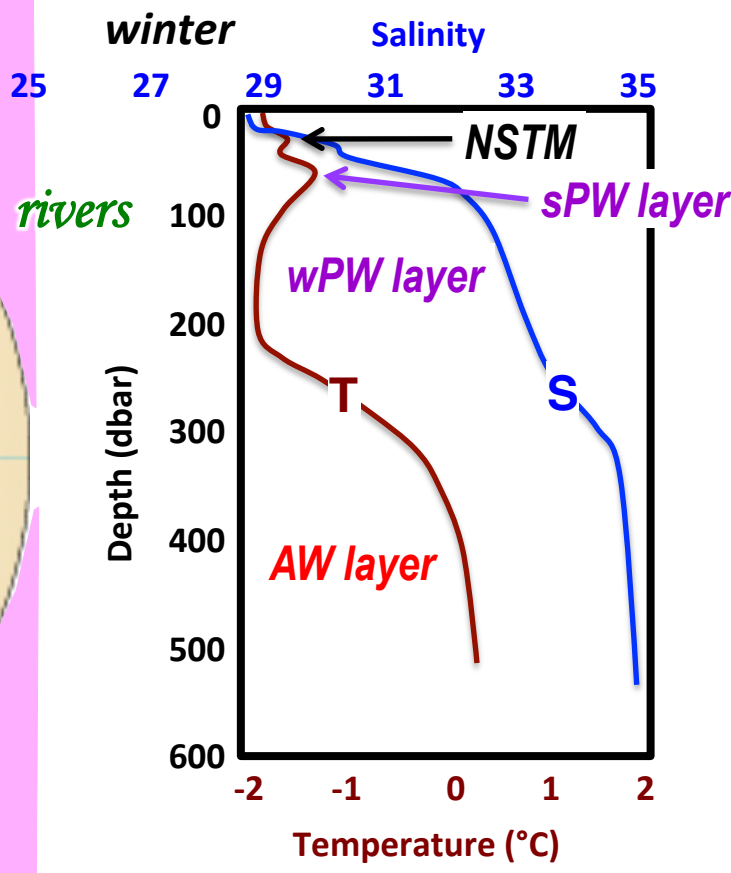 winter
Salinity
25 27 29 31 33 35
0
NSTM
sPW layer
rivers
100
wPW layer
200
T
S
300
Depth (dbar)
400
AW layer
500
600
-2 -1 0 1 2
Temperature (°C)